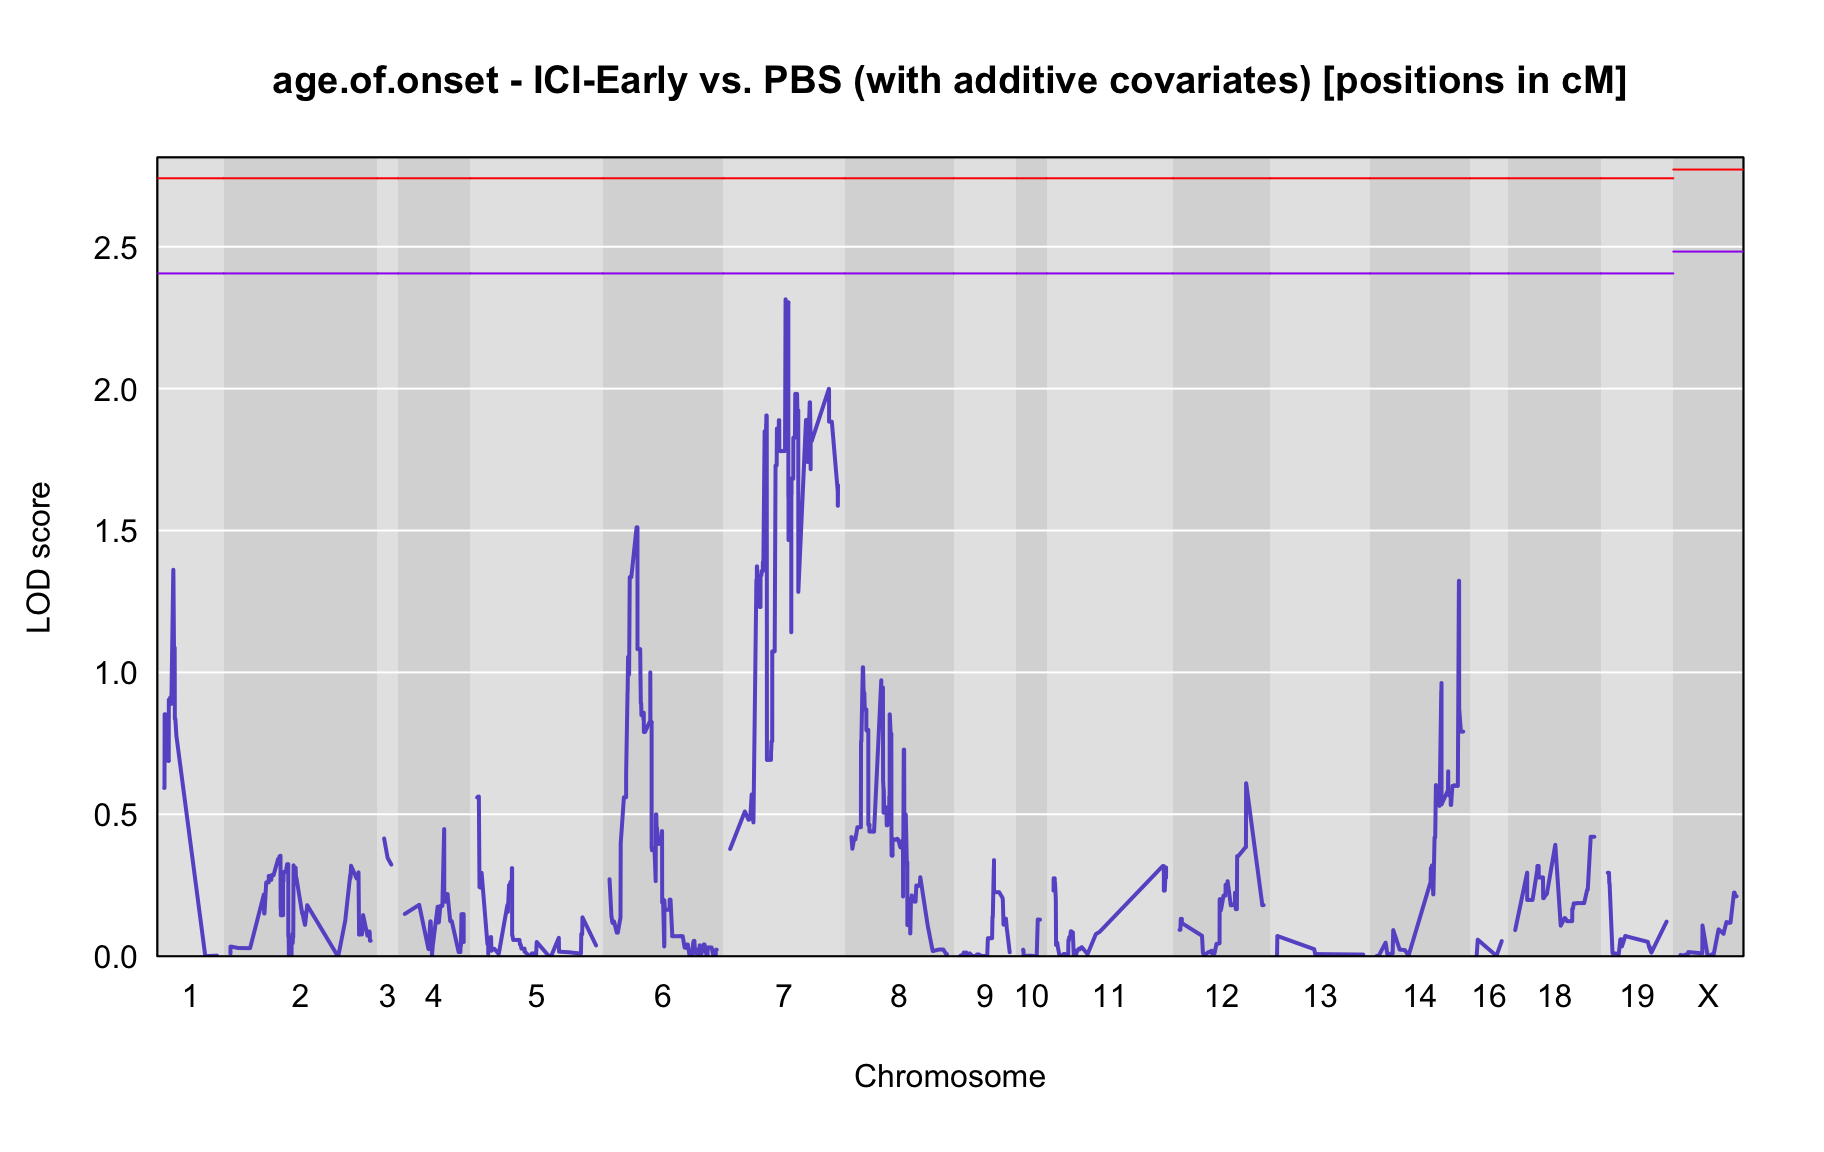 age.of.onset - ICI-Early vs. PBS (with additive covariates) [positions in cM]
LOD score
2.5
2.0
1.5
1.0
0.5
0.0
1 2 3 4 5 6 7 8 9 10 11 12 13 14 16 18 19 X
Chromosome